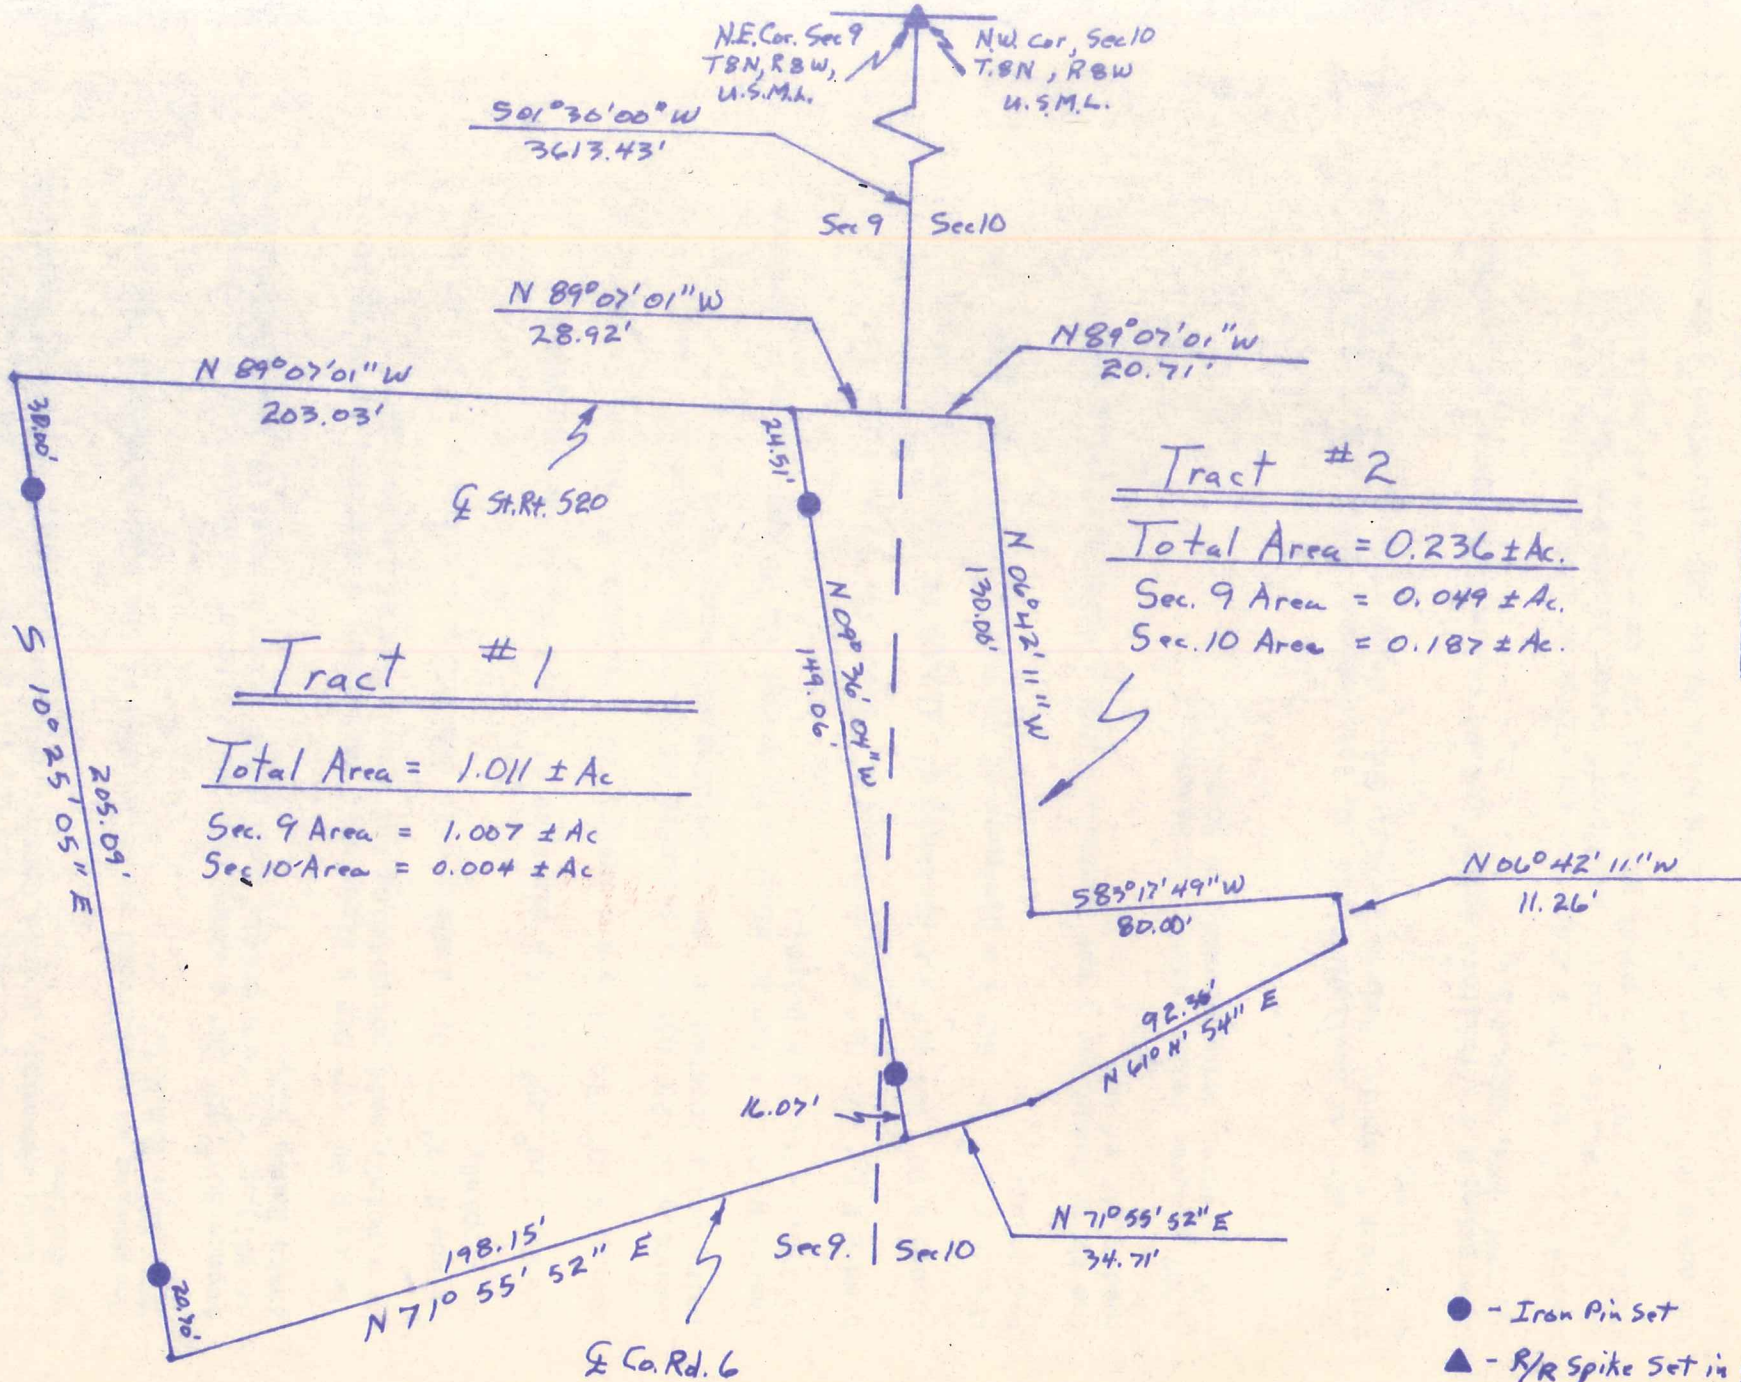 N.E. Cor. Sec 9
T8N, R8W,
U.S.M.L.
N.W. Cor, Sec 10
T.8N, R8W
U.S.M.L.
S01°30'00"W
3613.43'
Sec 9
Sec 10
N 89°07'01"W
28.92'
N 89°07'01"W
20.71'
N 89°07'01"W
203.03'
24.51'
℄ St. Rt. 520
Tract #2
Total Area = 0.236 ± Ac.
Sec. 9 Area = 0.049 ± Ac.
Sec. 10 Area = 0.187 ± Ac.
N 06°42'11"W
130.00'
N 09°36'04"W
149.06'
Tract #1
Total Area = 1.011 ± Ac
Sec. 9 Area = 1.007 ± Ac
Sec 10 Area = 0.004 ± Ac
S 10°25'05" E
205.09'
S83°17'49"W
80.00'
N 06°42'11"W
11.26'
N 61° 54" E
16.07'
N 71°55'52" E
34.71'
198.15'
N 71° 55' 52" E
Sec 9.
Sec 10
℄ Co. Rd. 6
- Iron Pin Set
- R/R Spike Set in